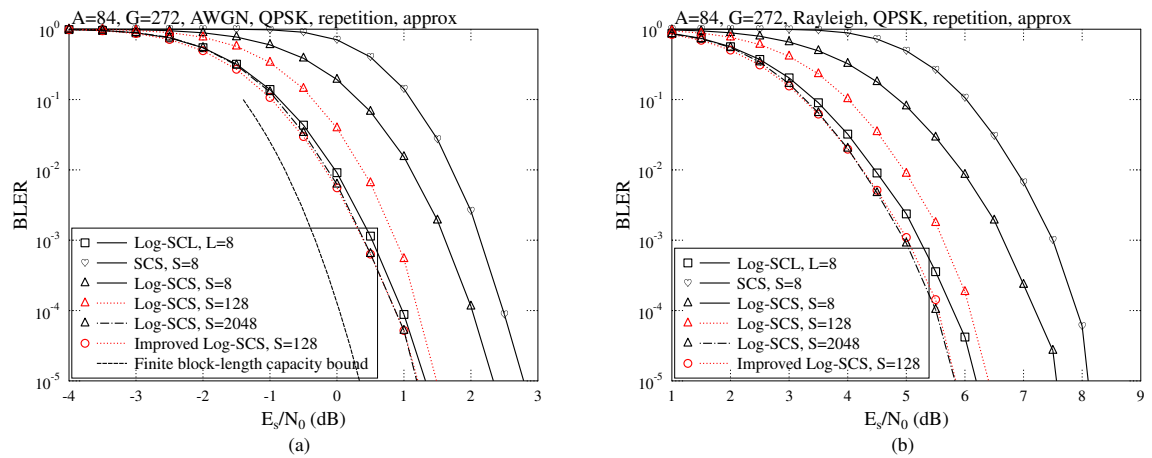 A=84, G=272, AWGN, QPSK, repetition, approx
10^0
10^-1
10^-2
10^-3
10^-4
10^-5
BLER
Log-SCL, L=8
SCS, S=8
Log-SCS, S=8
Log-SCS, S=128
Log-SCS, S=2048
Improved Log-SCS, S=128
Finite block-length capacity bound
-4 -3 -2 -1 0 1 2 3
E_s/N_0 (dB)
(a)
A=84, G=272, Rayleigh, QPSK, repetition, approx
10^0
10^-1
10^-2
10^-3
10^-4
10^-5
BLER
Log-SCL, L=8
SCS, S=8
Log-SCS, S=8
Log-SCS, S=128
Log-SCS, S=2048
Improved Log-SCS, S=128
1 2 3 4 5 6 7 8 9
E_s/N_0 (dB)
(b)